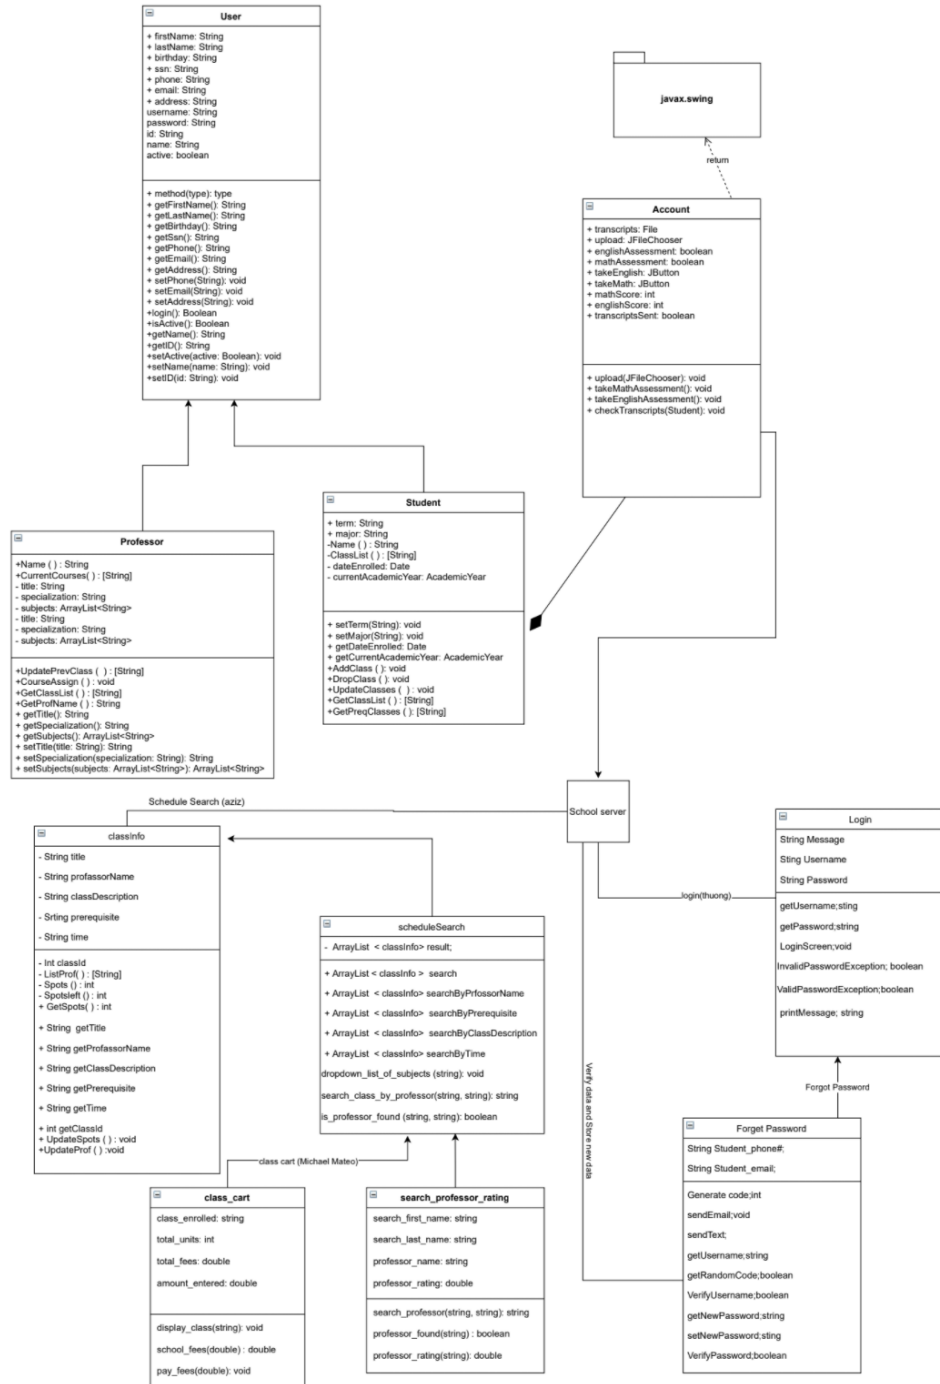 User
+ firstName: String
+ lastName: String
+ birthday: String
+ ssn: String
+ phone: String
+ email: String
+ address: String
username: String
password: String
id: String
name: String
active: boolean
+ method(type): type
+ getFirstName(): String
+ getLastName(): String
+ getBirthday(): String
+ getSsn(): String
+ getPhone(): String
+ getEmail(): String
+ getAddress(): String
+ setPhone(String): void
+ setEmail(String): void
+ setAddress(String): void
+login(): Boolean
+isActive(): Boolean
+getName(): String
+getID(): String
+setActive(active: Boolean): void
+setName(name: String): void
+setID(id: String): void
javax.swing
return
Account
+ transcripts: File
+ upload: JFileChooser
+ englishAssessment: boolean
+ mathAssessment: boolean
+ takeEnglish: JButton
+ takeMath: JButton
+ mathScore: int
+ englishScore: int
+ transcriptsSent: boolean
+ upload(JFileChooser): void
+ takeMathAssessment(): void
+ takeEnglishAssessment(): void
+ checkTranscripts(Student): void
Professor
+Name ( ) : String
+CurrentCourses( ) : [String]
- title: String
- specialization: String
- subjects: ArrayList<String>
- title: String
- specialization: String
- subjects: ArrayList<String>
+UpdatePrevClass ( ) : [String]
+CourseAssign ( ) : void
+GetClassList ( ) : [String]
+GetProfName ( ) : String
+ getTitle(): String
+ getSpecialization(): String
+ getSubjects(): ArrayList<String>
+ setTitle(title: String): String
+ setSpecialization(specialization: String): String
+ setSubjects(subjects: ArrayList<String>): ArrayList<String>
Student
+ term: String
+ major: String
-Name ( ) : String
-ClassList ( ) : [String]
- dateEnrolled: Date
- currentAcademicYear: AcademicYear
+ setTerm(String): void
+ setMajor(String): void
+ getDateEnrolled: Date
+ getCurrentAcademicYear: AcademicYear
+AddClass ( ): void
+DropClass ( ): void
+UpdateClasses ( ) : void
+GetClassList ( ) : [String]
+GetPreqClasses ( ): [String]
School server
Schedule Search (aziz)
login(thuong)
Verify data and Store new data
classInfo
- String title
- String profassorName
- String classDescription
- Srting prerequisite
- String time
- Int classId
- ListProf( ) : [String]
- Spots () : int
- Spotsleft () : int
+ GetSpots( ) : int
+ String getTitle
+ String getProfassorName
+ String getClassDescription
+ String getPrerequisite
+ String getTime
+ int getClassId
+ UpdateSpots ( ) : void
+UpdateProf ( ) :void
scheduleSearch
- ArrayList < classInfo> result;
+ ArrayList < classInfo > search
+ ArrayList < classInfo> searchByPrfossorName
+ ArrayList < classInfo> searchByPrerequisite
+ ArrayList < classInfo> searchByClassDescription
+ ArrayList < classInfo> searchByTime
dropdown_list_of_subjects (string): void
search_class_by_professor(string, string): string
is_professor_found (string, string): boolean
class cart (Michael Mateo)
class_cart
class_enrolled: string
total_units: int
total_fees: double
amount_entered: double
display_class(string): void
school_fees(double) : double
pay_fees(double): void
search_professor_rating
search_first_name: string
search_last_name: string
professor_name: string
professor_rating: double
search_professor(string, string): string
professor_found(string) : boolean
professor_rating(string): double
Login
String Message
Sting Username
String Password
getUsername;sting
getPassword;string
LoginScreen;void
InvalidPasswordException; boolean
ValidPasswordException;boolean
printMessage; string
Forgot Password
Forget Password
String Student_phone#;
String Student_email;
Generate code;int
sendEmail;void
sendText;
getUsername;string
getRandomCode;boolean
VerifyUsername;boolean
getNewPassword;string
setNewPassword;sting
VerifyPassword;boolean